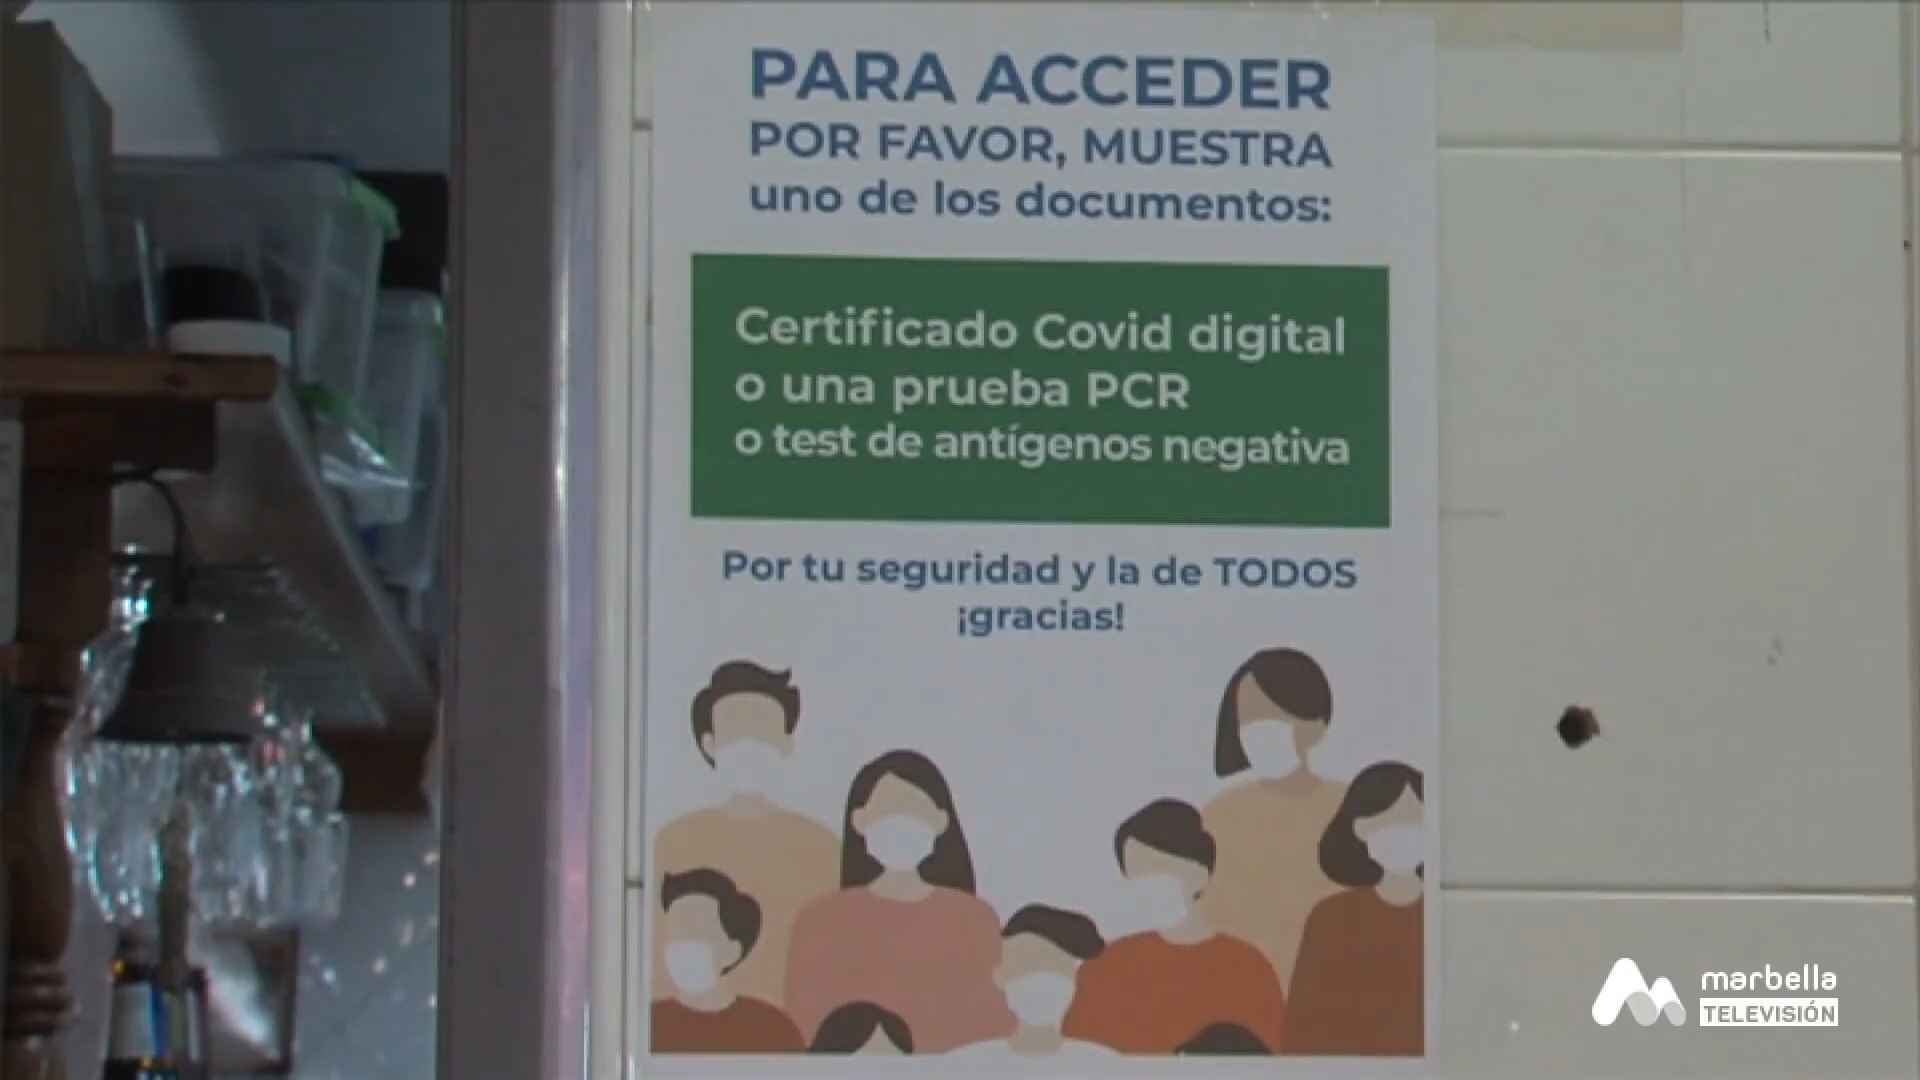 PARA ACCEDER
POR FAVOR, MUESTRA
uno de los documentos:
Certificado Covid digital
o una prueba PCR
o test de antígenos negativa
Por tu seguridad y la de TODOS
¡gracias!
marbella
TELEVISIÓN